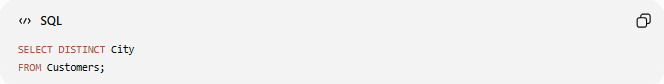 </> SQL
SELECT DISTINCT City
FROM Customers;